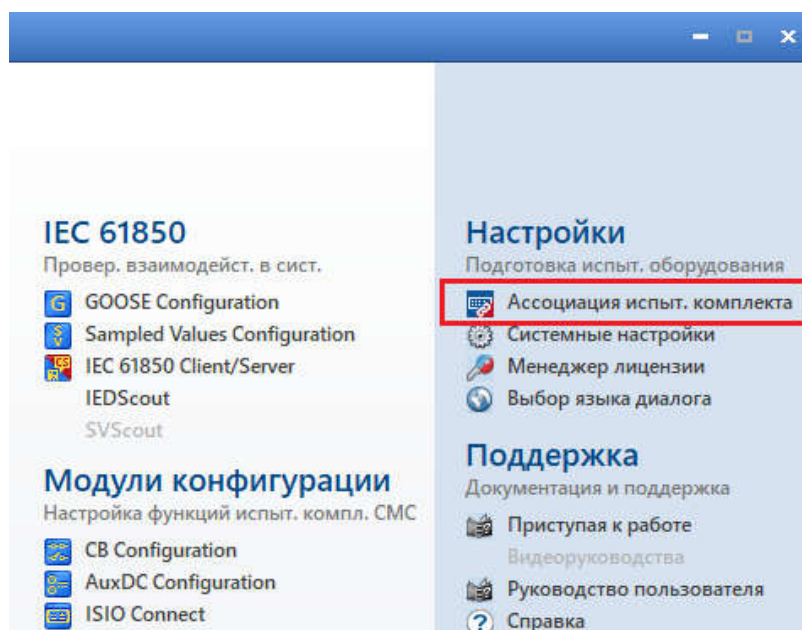 IEC 61850
Провер. взаимодейст. в сист.
GOOSE Configuration
Sampled Values Configuration
IEC 61850 Client/Server
IEDScout
SVScout
Модули конфигурации
Настройка функций испыт. компл. CMC
CB Configuration
AuxDC Configuration
ISIO Connect
Настройки
Подготовка испыт. оборудования
Ассоциация испыт. комплекта
Системные настройки
Менеджер лицензии
Выбор языка диалога
Поддержка
Документация и поддержка
Приступая к работе
Видеоруководства
Руководство пользователя
Справка